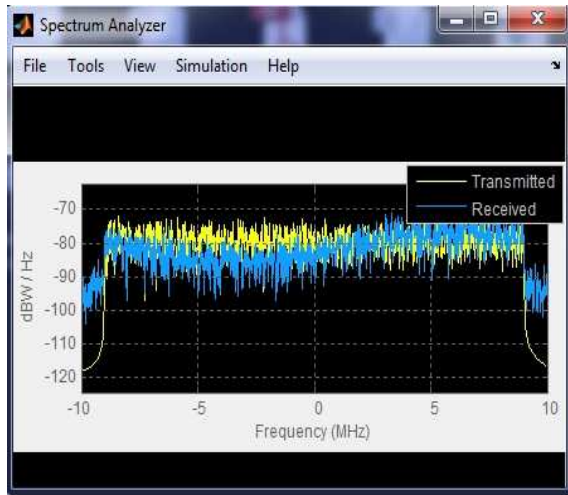 Spectrum Analyzer
File Tools View Simulation Help
Transmitted
Received
-70
-80
-90
-100
-110
-120
dBW / Hz
-10 -5 0 5 10
Frequency (MHz)